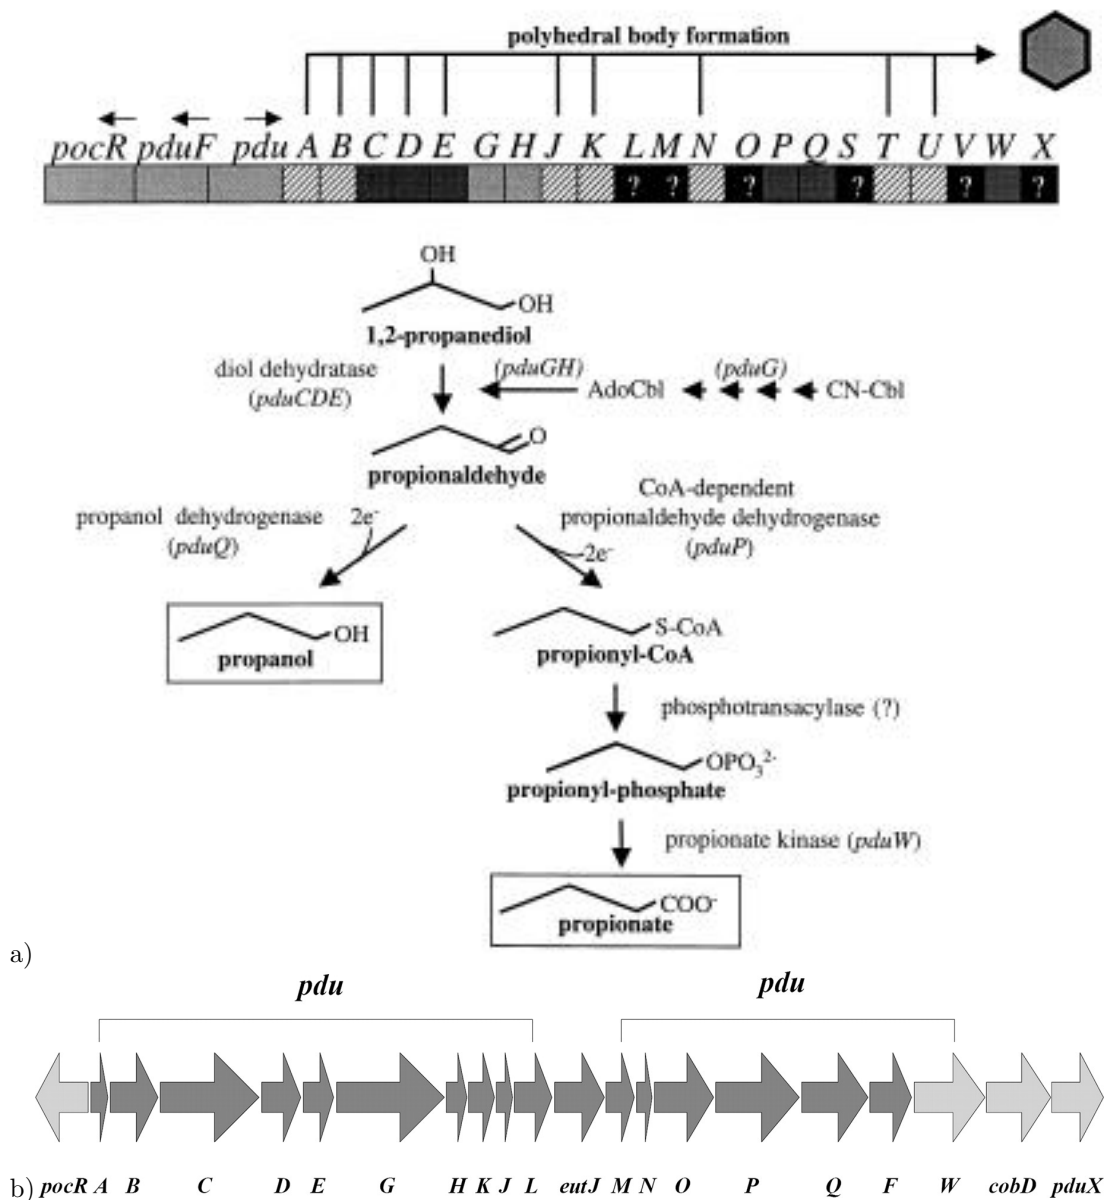 polyhedral body formation
pocR pduF pdu A B C D E G H J K L M N O P Q S T U V W X
? ? ? ? ? ?
OH
OH
1,2-propanediol
diol dehydratase
(pduCDE)
(pduGH)
AdoCbl
(pduG)
CN-Cbl
O
propionaldehyde
propanol dehydrogenase
(pduQ)
2e-
CoA-dependent
propionaldehyde dehydrogenase
(pduP)
2e-
OH
propanol
S-CoA
propionyl-CoA
phosphotransacylase (?)
OPO₃²⁻
propionyl-phosphate
propionate kinase (pduW)
COO⁻
propionate
a)
pdu pdu
b) pocR A B C D E G H K J L eutJ M N O P Q F W cobD pduX